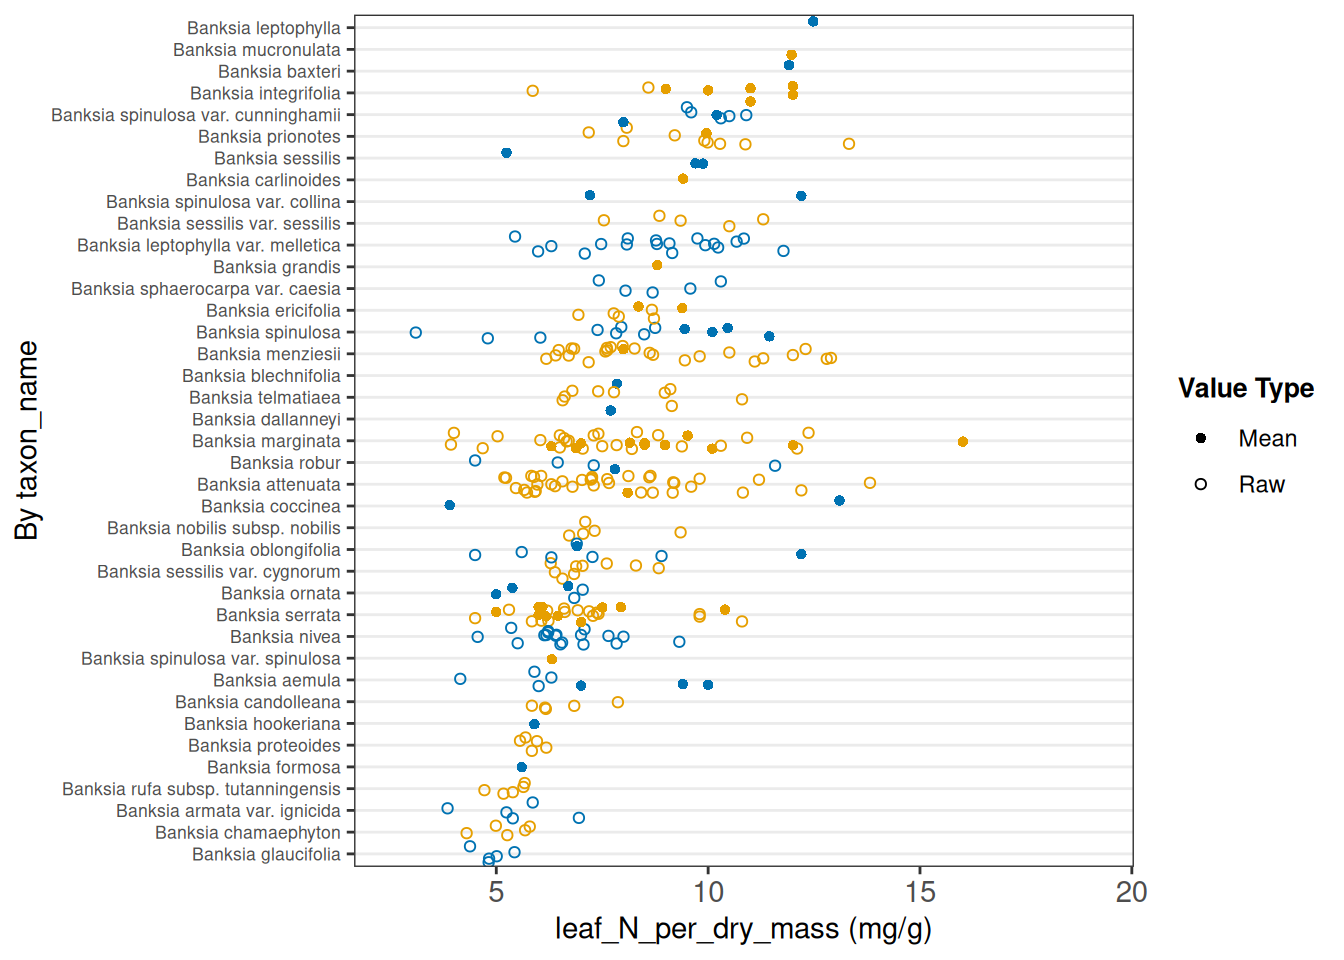 By taxon_name
Banksia leptophylla
Banksia mucronulata
Banksia baxteri
Banksia integrifolia
Banksia spinulosa var. cunninghamii
Banksia prionotes
Banksia sessilis
Banksia carlinoides
Banksia spinulosa var. collina
Banksia sessilis var. sessilis
Banksia leptophylla var. melletica
Banksia grandis
Banksia sphaerocarpa var. caesia
Banksia ericifolia
Banksia spinulosa
Banksia menziesii
Banksia blechnifolia
Banksia telmatiaea
Banksia dallanneyi
Banksia marginata
Banksia robur
Banksia attenuata
Banksia coccinea
Banksia nobilis subsp. nobilis
Banksia oblongifolia
Banksia sessilis var. cygnorum
Banksia ornata
Banksia serrata
Banksia nivea
Banksia spinulosa var. spinulosa
Banksia aemula
Banksia candolleana
Banksia hookeriana
Banksia proteoides
Banksia formosa
Banksia rufa subsp. tutanningensis
Banksia armata var. ignicida
Banksia chamaephyton
Banksia glaucifolia
5 10 15 20
leaf_N_per_dry_mass (mg/g)
Value Type
Mean
Raw